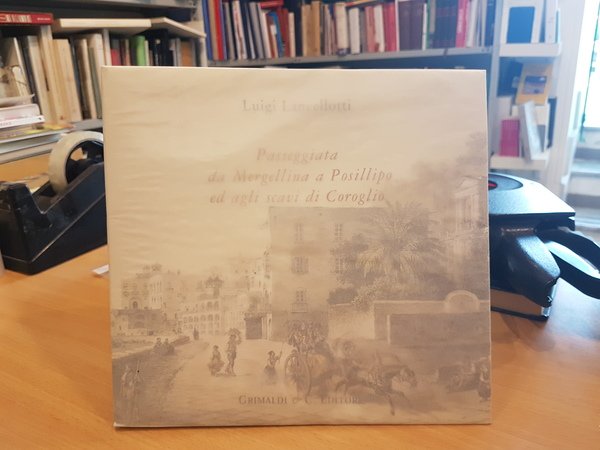 Luigi Lancellotti
Passeggiata
da Mergellina a Posillipo
ed agli scavi di Coroglio
GRIMALDI & C. EDITORI